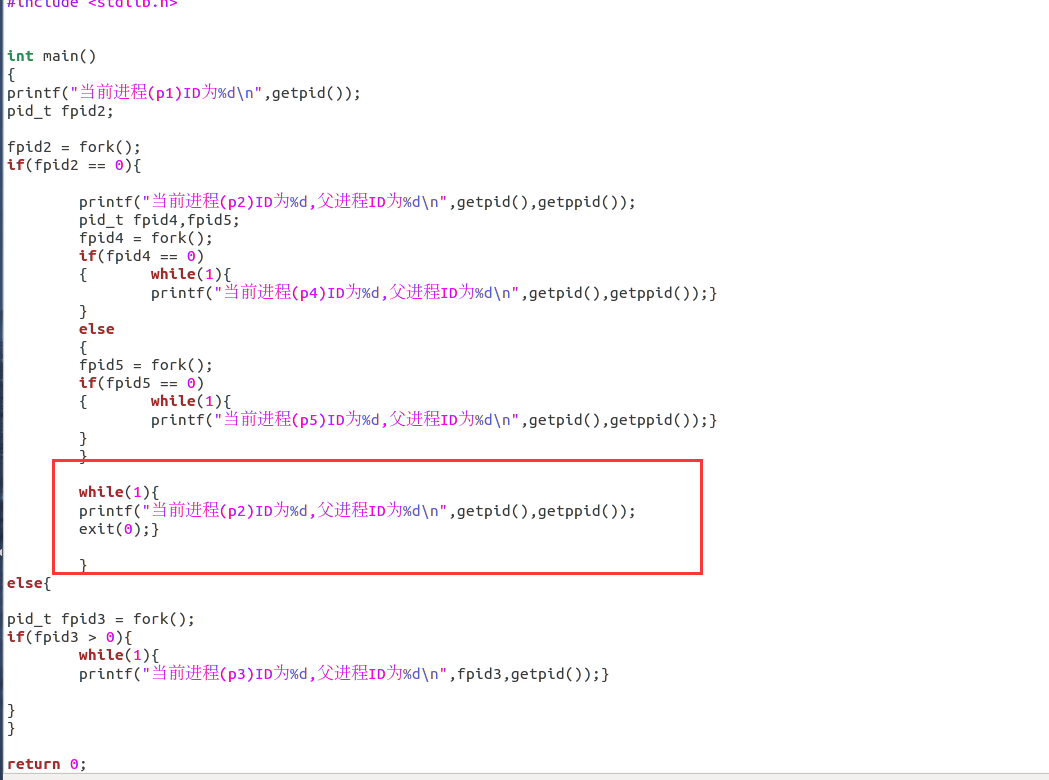 #include <stdlib.h>
int main()
{
printf("当前进程(p1)ID为%d\n",getpid());
pid_t fpid2;
fpid2 = fork();
if(fpid2 == 0){
printf("当前进程(p2)ID为%d,父进程ID为%d\n",getpid(),getppid());
pid_t fpid4,fpid5;
fpid4 = fork();
if(fpid4 == 0)
{ while(1){
printf("当前进程(p4)ID为%d,父进程ID为%d\n",getpid(),getppid());}
}
else
{
fpid5 = fork();
if(fpid5 == 0)
{ while(1){
printf("当前进程(p5)ID为%d,父进程ID为%d\n",getpid(),getppid());}
}
}
while(1){
printf("当前进程(p2)ID为%d,父进程ID为%d\n",getpid(),getppid());
exit(0);}
}
else{
pid_t fpid3 = fork();
if(fpid3 > 0){
while(1){
printf("当前进程(p3)ID为%d,父进程ID为%d\n",fpid3,getpid());}
}
}
return 0;